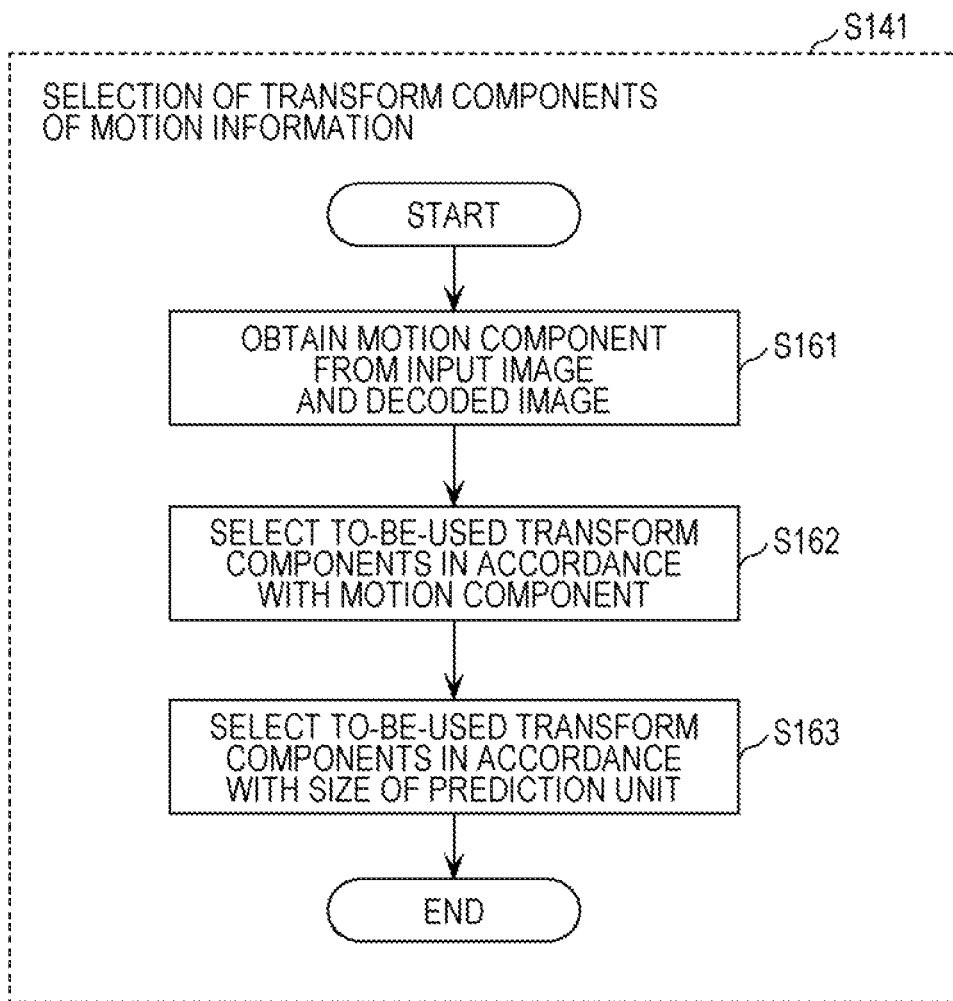 S141
SELECTION OF TRANSFORM COMPONENTS
OF MOTION INFORMATION
START
OBTAIN MOTION COMPONENT
FROM INPUT IMAGE
AND DECODED IMAGE
S161
SELECT TO-BE-USED TRANSFORM
COMPONENTS IN ACCORDANCE
WITH MOTION COMPONENT
S162
SELECT TO-BE-USED TRANSFORM
COMPONENTS IN ACCORDANCE
WITH SIZE OF PREDICTION UNIT
S163
END